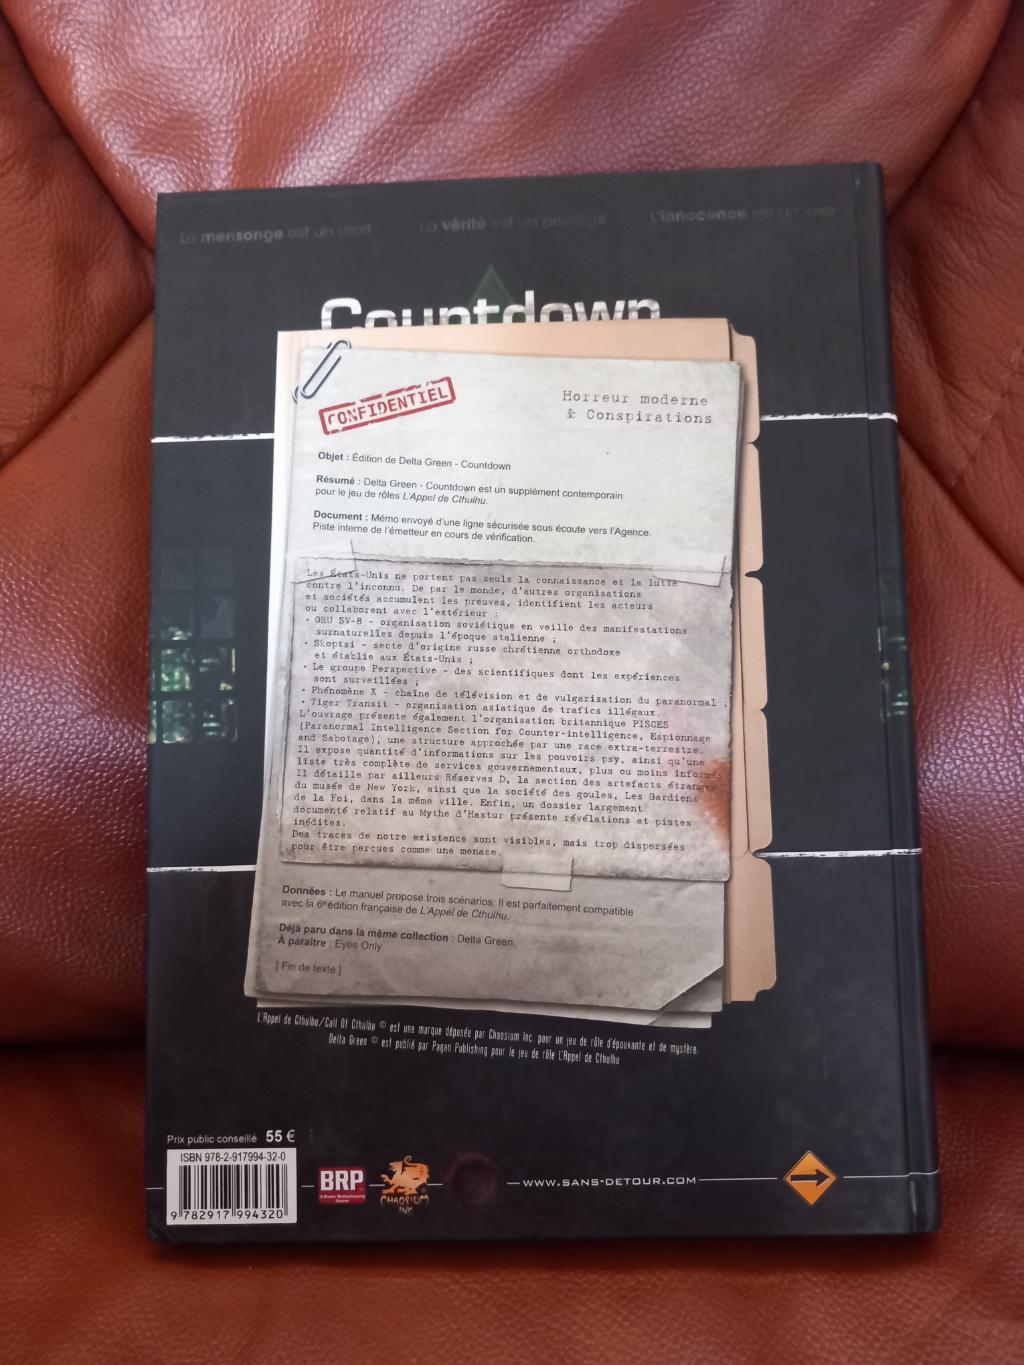 Le mensonge est un droit
La vérité est un privilège
L'innocence est un luxe
Countdown
CONFIDENTIEL
Horreur moderne
& Conspirations
Objet : Édition de Delta Green - Countdown
Résumé : Delta Green - Countdown est un supplément contemporain
pour le jeu de rôles L'Appel de Cthulhu.
Document : Mémo envoyé d'une ligne sécurisée sous écoute vers l'Agence.
Piste interne de l'émetteur en cours de vérification.
Les États-Unis ne portent pas seuls la connaissance et la lutte
contre l'inconnu. De par le monde, d'autres organisations
et sociétés accumulent les preuves, identifient les acteurs
ou collaborent avec l'extérieur :
• GRU SV-8 - organisation soviétique en veille des manifestations
surnaturelles depuis l'époque stalienne ;
• Skoptsi - secte d'origine russe chrétienne orthodoxe
et établie aux États-Unis ;
• Le groupe Perspective - des scientifiques dont les expériences
sont surveillées ;
• Phénomène X - chaîne de télévision et de vulgarisation du paranormal ;
• Tiger Transit - organisation asiatique de trafics illégaux.
L'ouvrage présente également l'organisation britannique PISCES
(Paranormal Intelligence Section for Counter-intelligence, Espionnage
and Sabotage), une structure approchée par une race extra-terrestre.
Il expose quantité d'informations sur les pouvoirs psy, ainsi qu'une
liste très complète de services gouvernementaux, plus ou moins informés.
Il détaille par ailleurs Réserves D, la section des artefacts étranges
du musée de New York, ainsi que la société des goules, Les Gardiens
de la Foi, dans la même ville. Enfin, un dossier largement
documenté relatif au Mythe d'Hastur présente révélations et pistes
inédites.
Des traces de notre existence sont visibles, mais trop dispersées
pour être perçues comme une menace.
Données : Le manuel propose trois scénarios. Il est parfaitement compatible
avec la 6e édition française de L'Appel de Cthulhu.
Déjà paru dans la même collection : Delta Green.
À paraître : Eyes Only.
[ Fin de texte ]
L'Appel de Cthulhu/Call Of Cthulhu © est une marque déposée par Chaosium Inc. pour un jeu de rôle d'épouvante et de mystère.
Delta Green © est publié par Pagan Publishing pour le jeu de rôle L'Appel de Cthulhu
Prix public conseillé 55 €
ISBN 978-2-917994-32-0
9 782917 994320
BRP
CHAOSIUM
INC.
WWW.SANS-DETOUR.COM